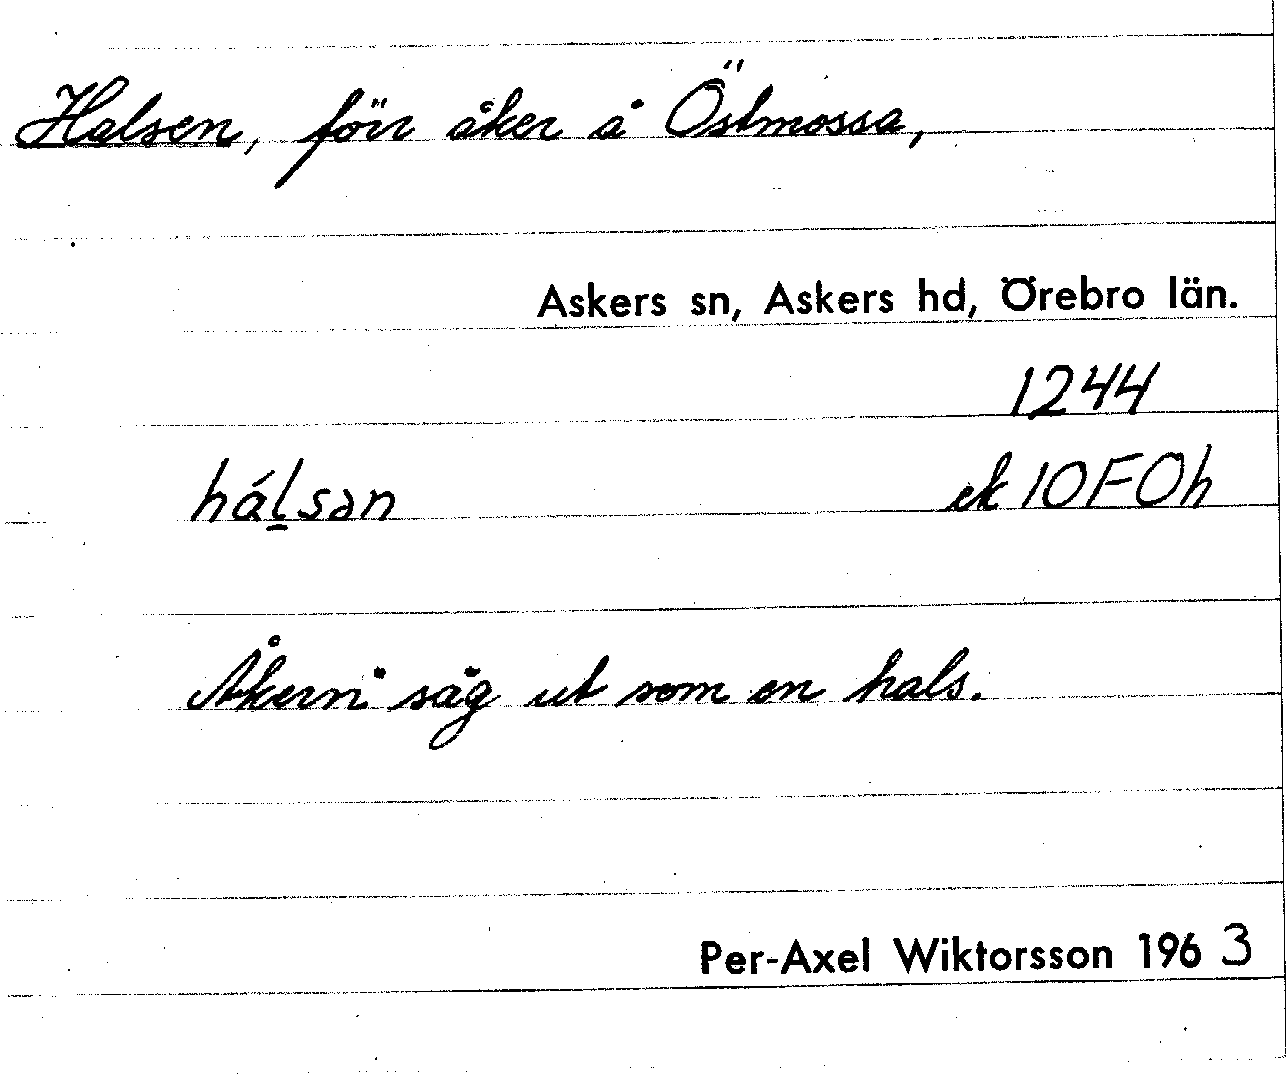 Halsen, förr åker å Östmossa,
Askers sn, Askers hd, Örebro län.
1244
hálsən ek 10F0h
Åkern såg ut som en hals.
Per-Axel Wiktorsson 1963